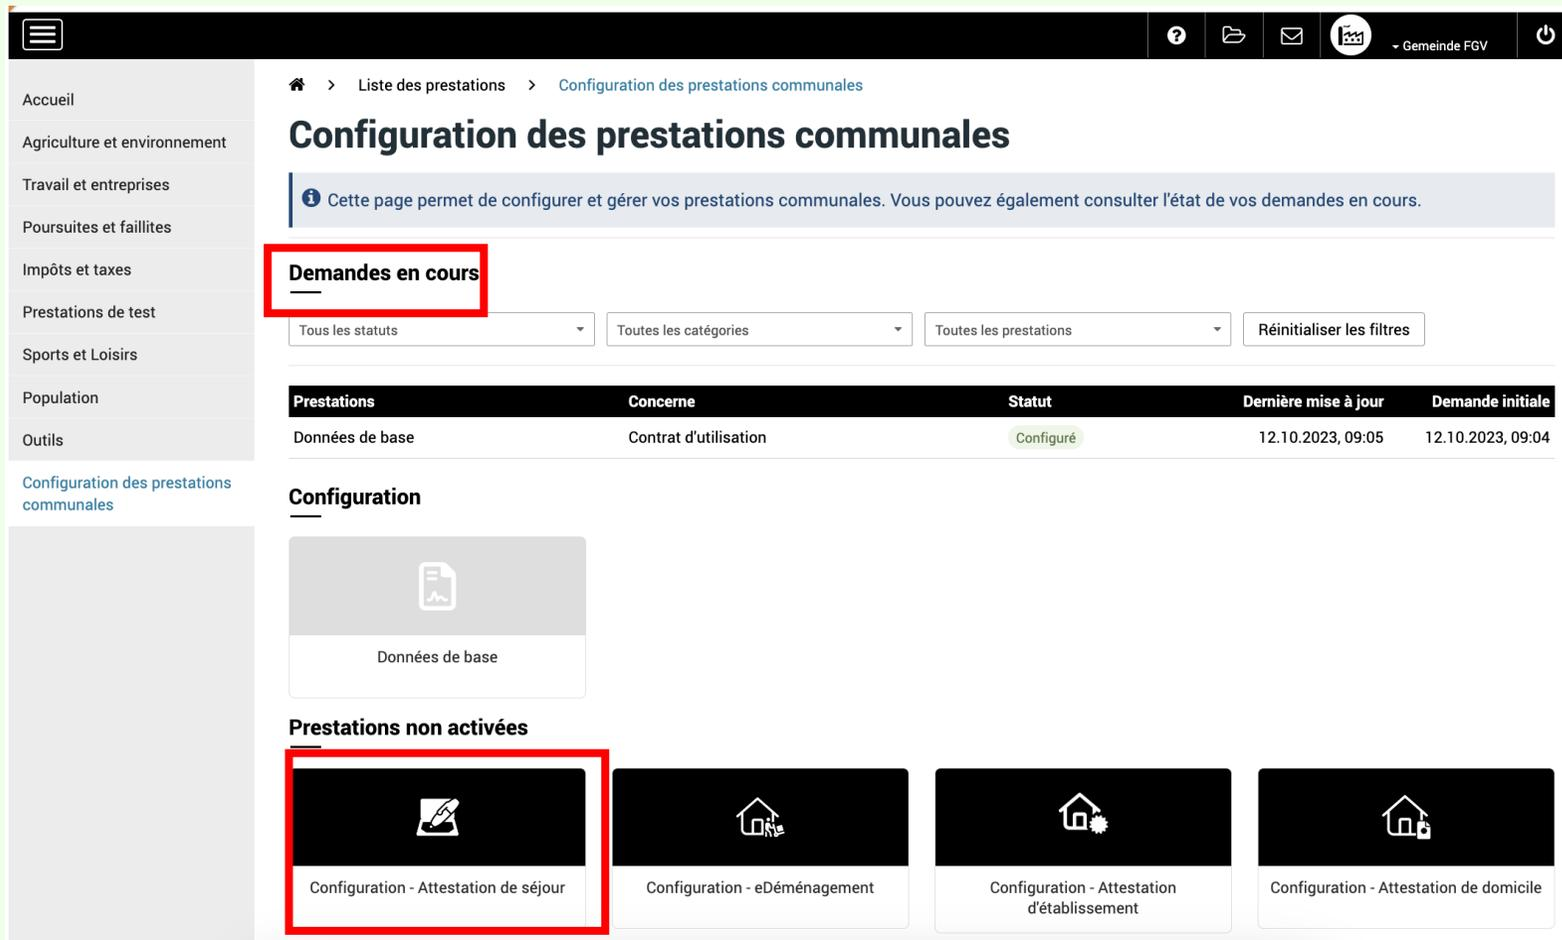 Gemeinde FGV
Accueil
Agriculture et environnement
Travail et entreprises
Poursuites et faillites
Impôts et taxes
Prestations de test
Sports et Loisirs
Population
Outils
Configuration des prestations
communales
> Liste des prestations > Configuration des prestations communales
Configuration des prestations communales
Cette page permet de configurer et gérer vos prestations communales. Vous pouvez également consulter l'état de vos demandes en cours.
Demandes en cours
Tous les statuts Toutes les catégories Toutes les prestations Réinitialiser les filtres
Prestations Concerne Statut Dernière mise à jour Demande initiale
Données de base Contrat d'utilisation Configuré 12.10.2023, 09:05 12.10.2023, 09:04
Configuration
Données de base
Prestations non activées
Configuration - Attestation de séjour
Configuration - eDéménagement
Configuration - Attestation
d'établissement
Configuration - Attestation de domicile